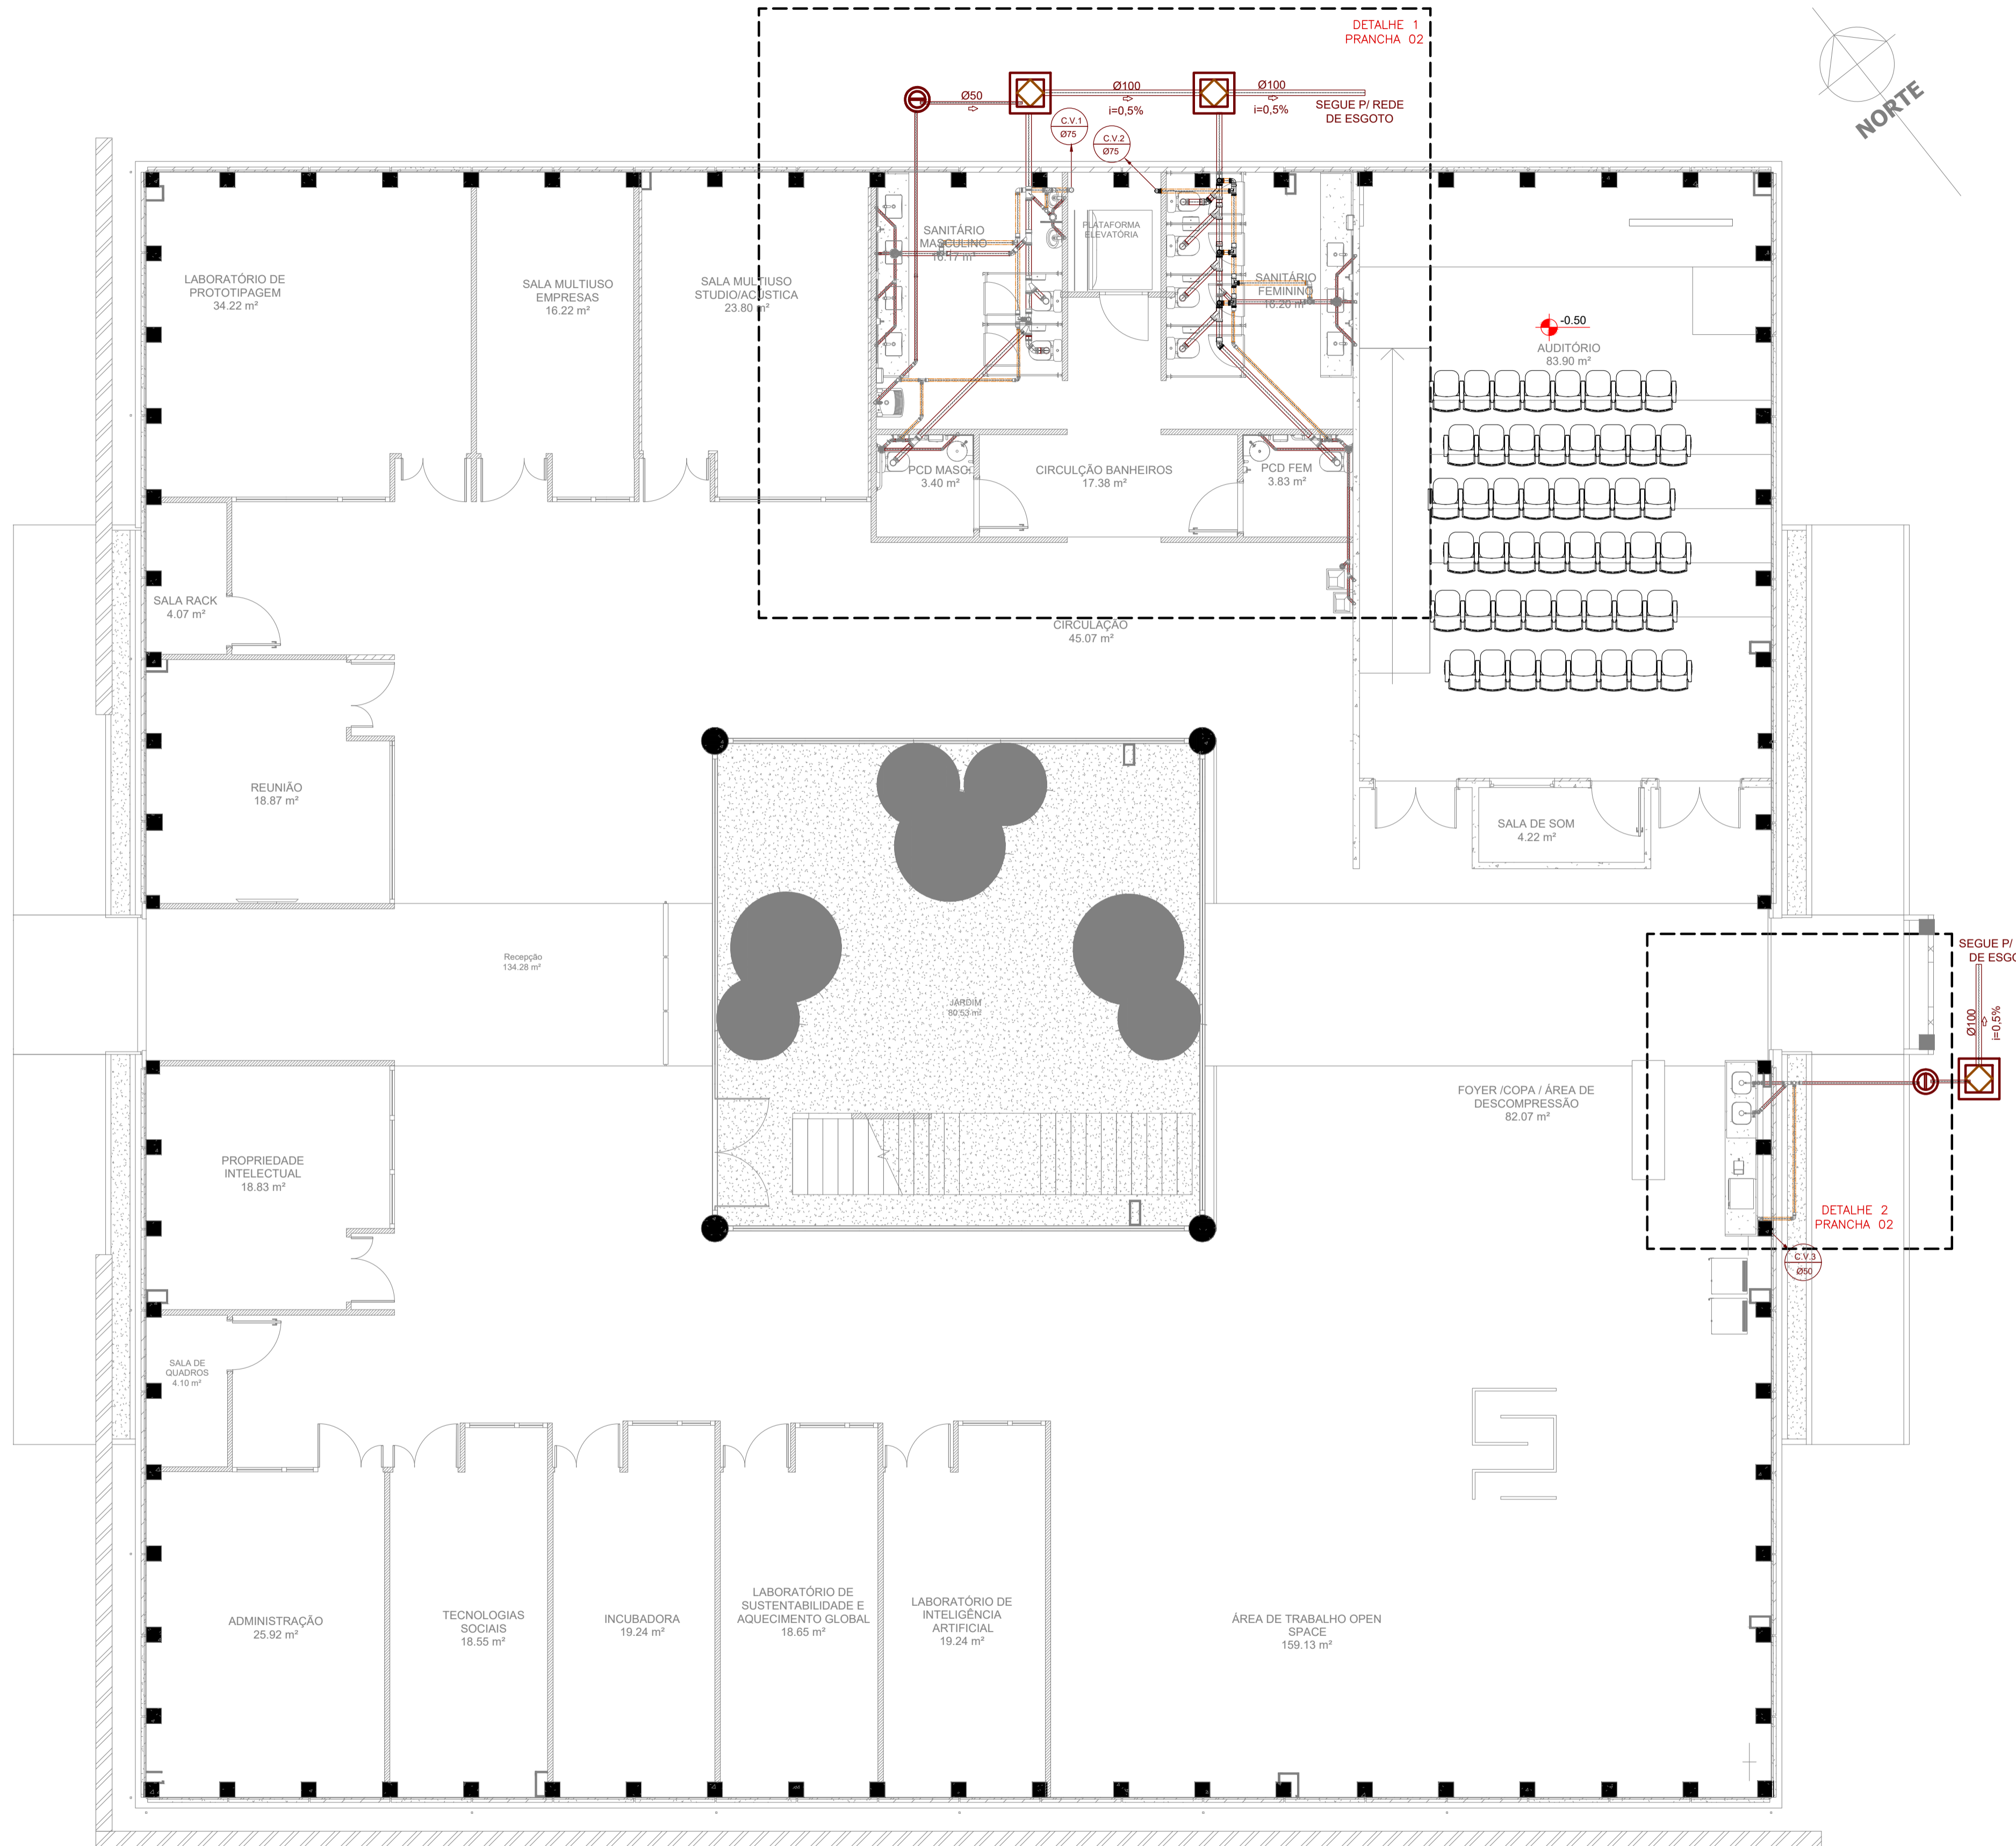 DETALHE 1
PRANCHA 02
NORTE
Ø50
Ø100
i=0,5%
Ø100
i=0,5%
SEGUE P/ REDE
DE ESGOTO
C.V.1
Ø75
C.V.2
Ø75
LABORATÓRIO DE
PROTOTIPAGEM
34.22 m²
SALA MULTIUSO
EMPRESAS
16.22 m²
SALA MULTIUSO
STUDIO/ACÚSTICA
23.80 m²
SANITÁRIO
MASCULINO
16.17 m²
PLATAFORMA
ELEVATÓRIA
SANITÁRIO
FEMININO
16.20 m²
-0.50
AUDITÓRIO
83.90 m²
PCD MASC.
3.40 m²
CIRCULÇÃO BANHEIROS
17.38 m²
PCD FEM
3.83 m²
SALA RACK
4.07 m²
CIRCULAÇÃO
45.07 m²
REUNIÃO
18.87 m²
SALA DE SOM
4.22 m²
Recepção
134.28 m²
JARDIM
80.53 m²
SEGUE P/
DE ESGO
Ø100
i=0,5%
FOYER /COPA / ÁREA DE
DESCOMPRESSÃO
82.07 m²
PROPRIEDADE
INTELECTUAL
18.83 m²
DETALHE 2
PRANCHA 02
C.V.3
Ø50
SALA DE
QUADROS
4.10 m²
ADMINISTRAÇÃO
25.92 m²
TECNOLOGIAS
SOCIAIS
18.55 m²
INCUBADORA
19.24 m²
LABORATÓRIO DE
SUSTENTABILIDADE E
AQUECIMENTO GLOBAL
18.65 m²
LABORATÓRIO DE
INTELIGÊNCIA
ARTIFICIAL
19.24 m²
ÁREA DE TRABALHO OPEN
SPACE
159.13 m²